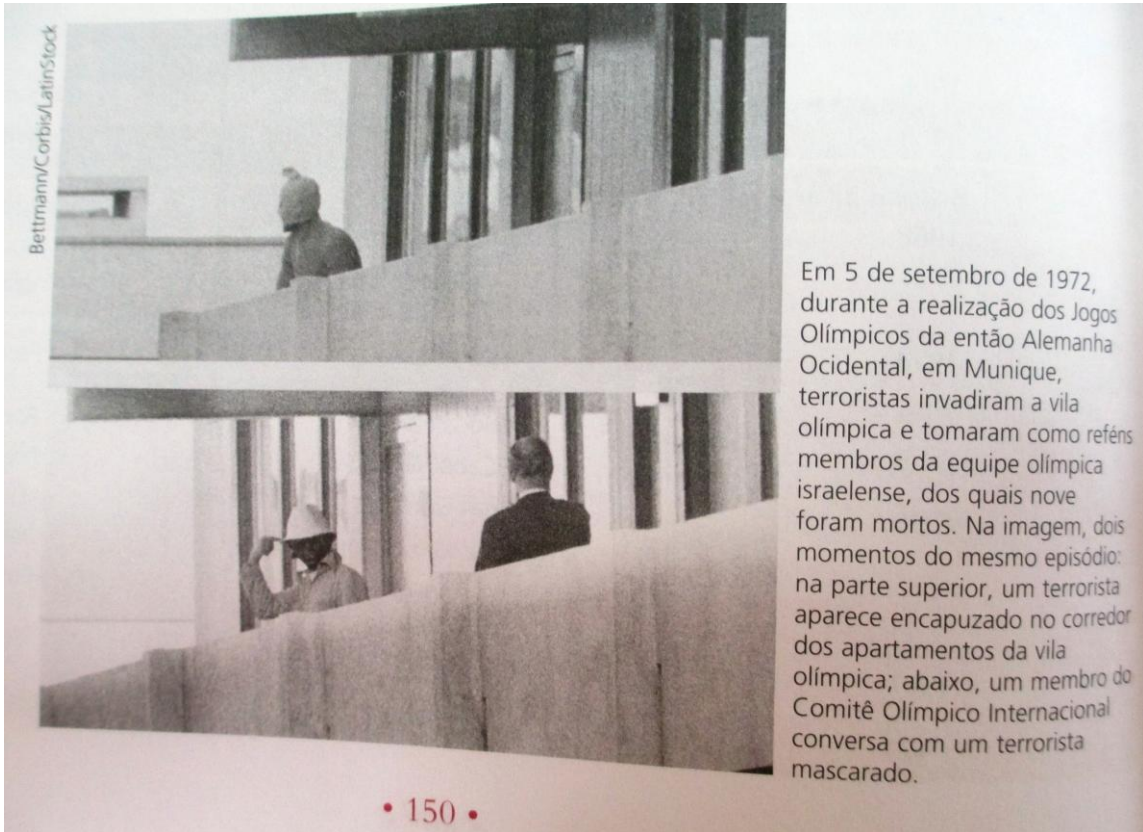 Bettmann/Corbis/LatinStock
Em 5 de setembro de 1972,
durante a realização dos Jogos
Olímpicos da então Alemanha
Ocidental, em Munique,
terroristas invadiram a vila
olímpica e tomaram como reféns
membros da equipe olímpica
israelense, dos quais nove
foram mortos. Na imagem, dois
momentos do mesmo episódio:
na parte superior, um terrorista
aparece encapuzado no corredor
dos apartamentos da vila
olímpica; abaixo, um membro do
Comitê Olímpico Internacional
conversa com um terrorista
mascarado.
• 150 •